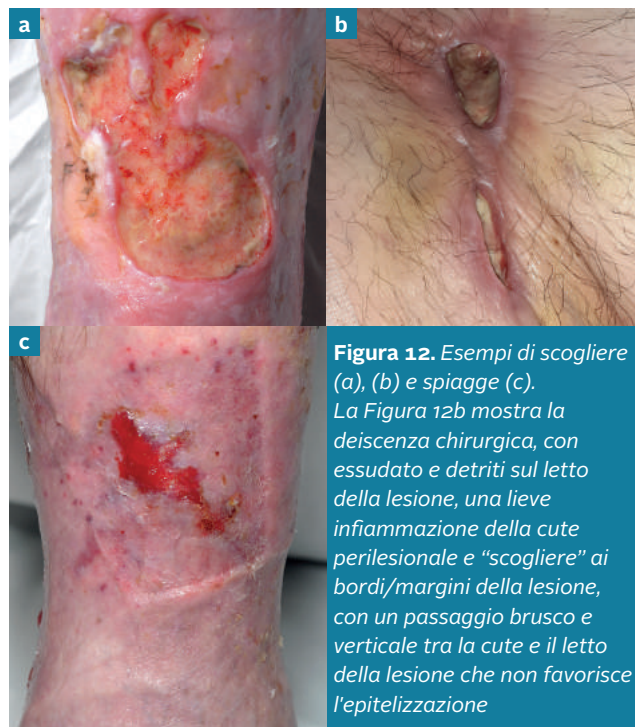 a
b
c
Figura 12. Esempi di scogliere
(a), (b) e spiagge (c).
La Figura 12b mostra la
deiscenza chirurgica, con
essudato e detriti sul letto
della lesione, una lieve
infiammazione della cute
perilesionale e “scogliere” ai
bordi/margini della lesione,
con un passaggio brusco e
verticale tra la cute e il letto
della lesione che non favorisce
l'epitelizzazione